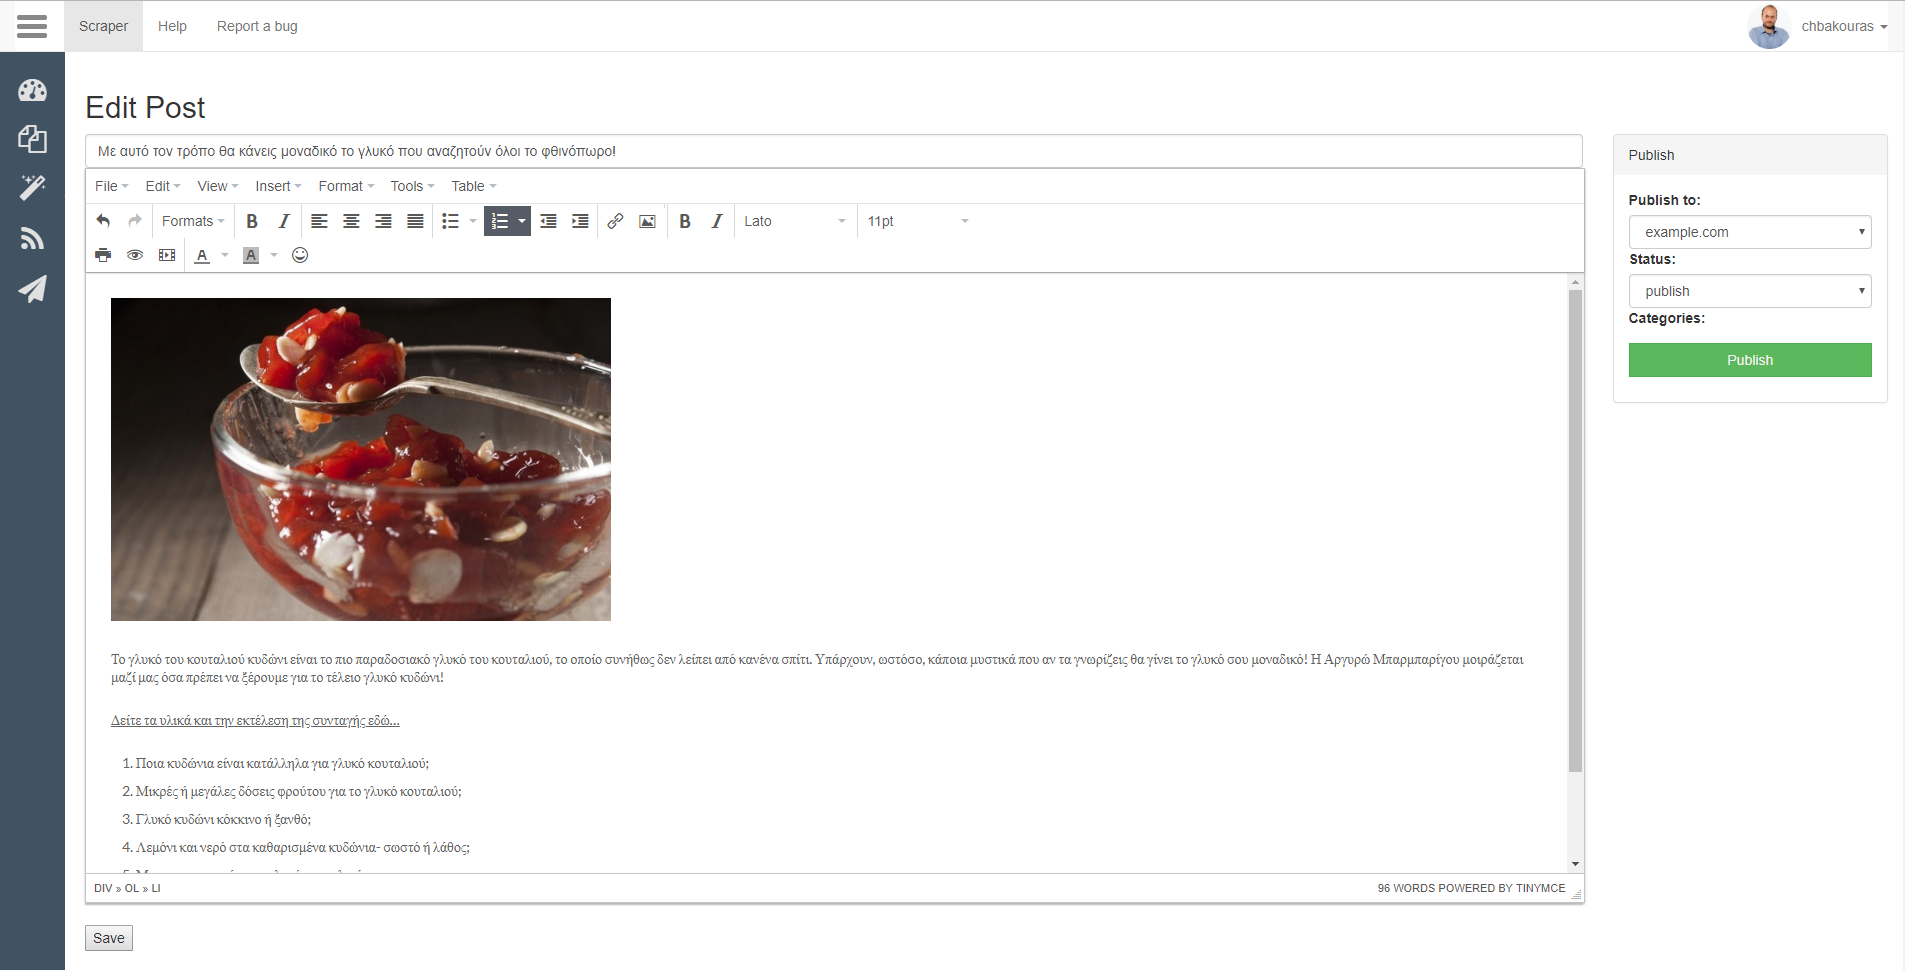 Scraper Help Report a bug chbakouras
Edit Post
Με αυτό τον τρόπο θα κάνεις μοναδικό το γλυκό που αναζητούν όλοι το φθινόπωρο!
File Edit View Insert Format Tools Table
Formats B I B I Lato 11pt
A A
Το γλυκό του κουταλιού κυδώνι είναι το πιο παραδοσιακό γλυκό του κουταλιού, το οποίο συνήθως δεν λείπει από κανένα σπίτι. Υπάρχουν, ωστόσο, κάποια μυστικά που αν τα γνωρίζεις θα γίνει το γλυκό σου μοναδικό! Η Αργυρώ Μπαρμπαρίγου μοιράζεται
μαζί μας όσα πρέπει να ξέρουμε για το τέλειο γλυκό κυδώνι!
Δείτε τα υλικά και την εκτέλεση της συνταγής εδώ...
1. Ποια κυδώνια είναι κατάλληλα για γλυκό κουταλιού;
2. Μικρές ή μεγάλες δόσεις φρούτου για το γλυκό κουταλιού;
3. Γλυκό κυδώνι κόκκινο ή ξανθό;
4. Λεμόνι και νερό στα καθαρισμένα κυδώνια- σωστό ή λάθος;
DIV » OL » LI
96 WORDS POWERED BY TINYMCE
Save
Publish
Publish to:
example.com
Status:
publish
Categories:
Publish